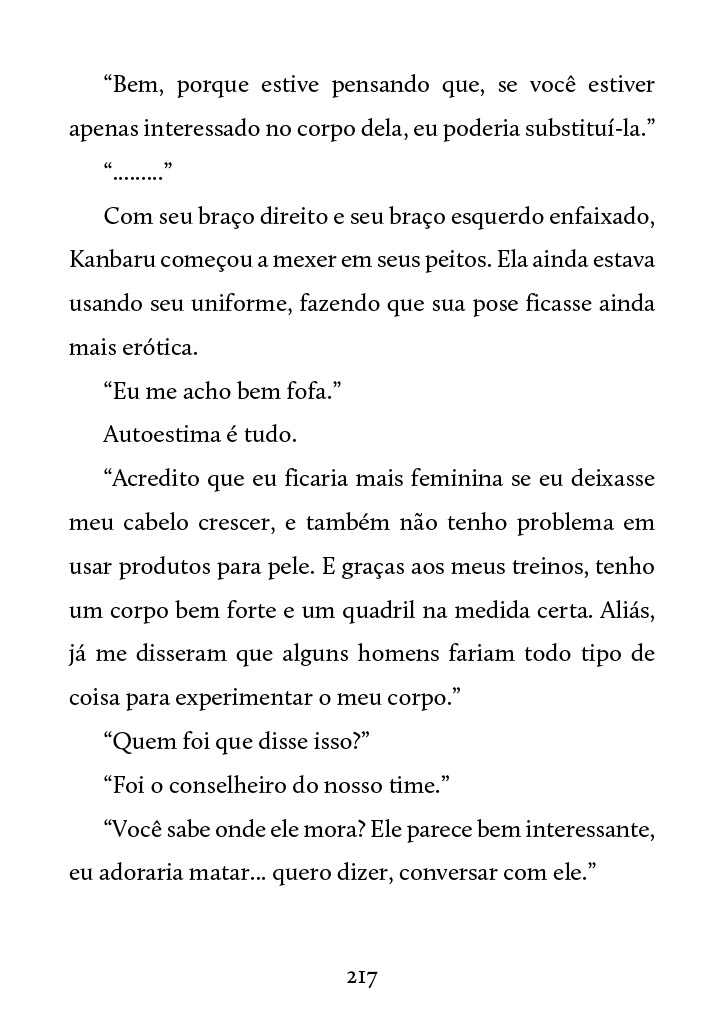 “Bem, porque estive pensando que, se você estiver
apenas interessado no corpo dela, eu poderia substituí-la.”
“.........”
Com seu braço direito e seu braço esquerdo enfaixado,
Kanbaru começou a mexer em seus peitos. Ela ainda estava
usando seu uniforme, fazendo que sua pose ficasse ainda
mais erótica.
“Eu me acho bem fofa.”
Autoestima é tudo.
“Acredito que eu ficaria mais feminina se eu deixasse
meu cabelo crescer, e também não tenho problema em
usar produtos para pele. E graças aos meus treinos, tenho
um corpo bem forte e um quadril na medida certa. Aliás,
já me disseram que alguns homens fariam todo tipo de
coisa para experimentar o meu corpo.”
“Quem foi que disse isso?”
“Foi o conselheiro do nosso time.”
“Você sabe onde ele mora? Ele parece bem interessante,
eu adoraria matar... quero dizer, conversar com ele.”
217